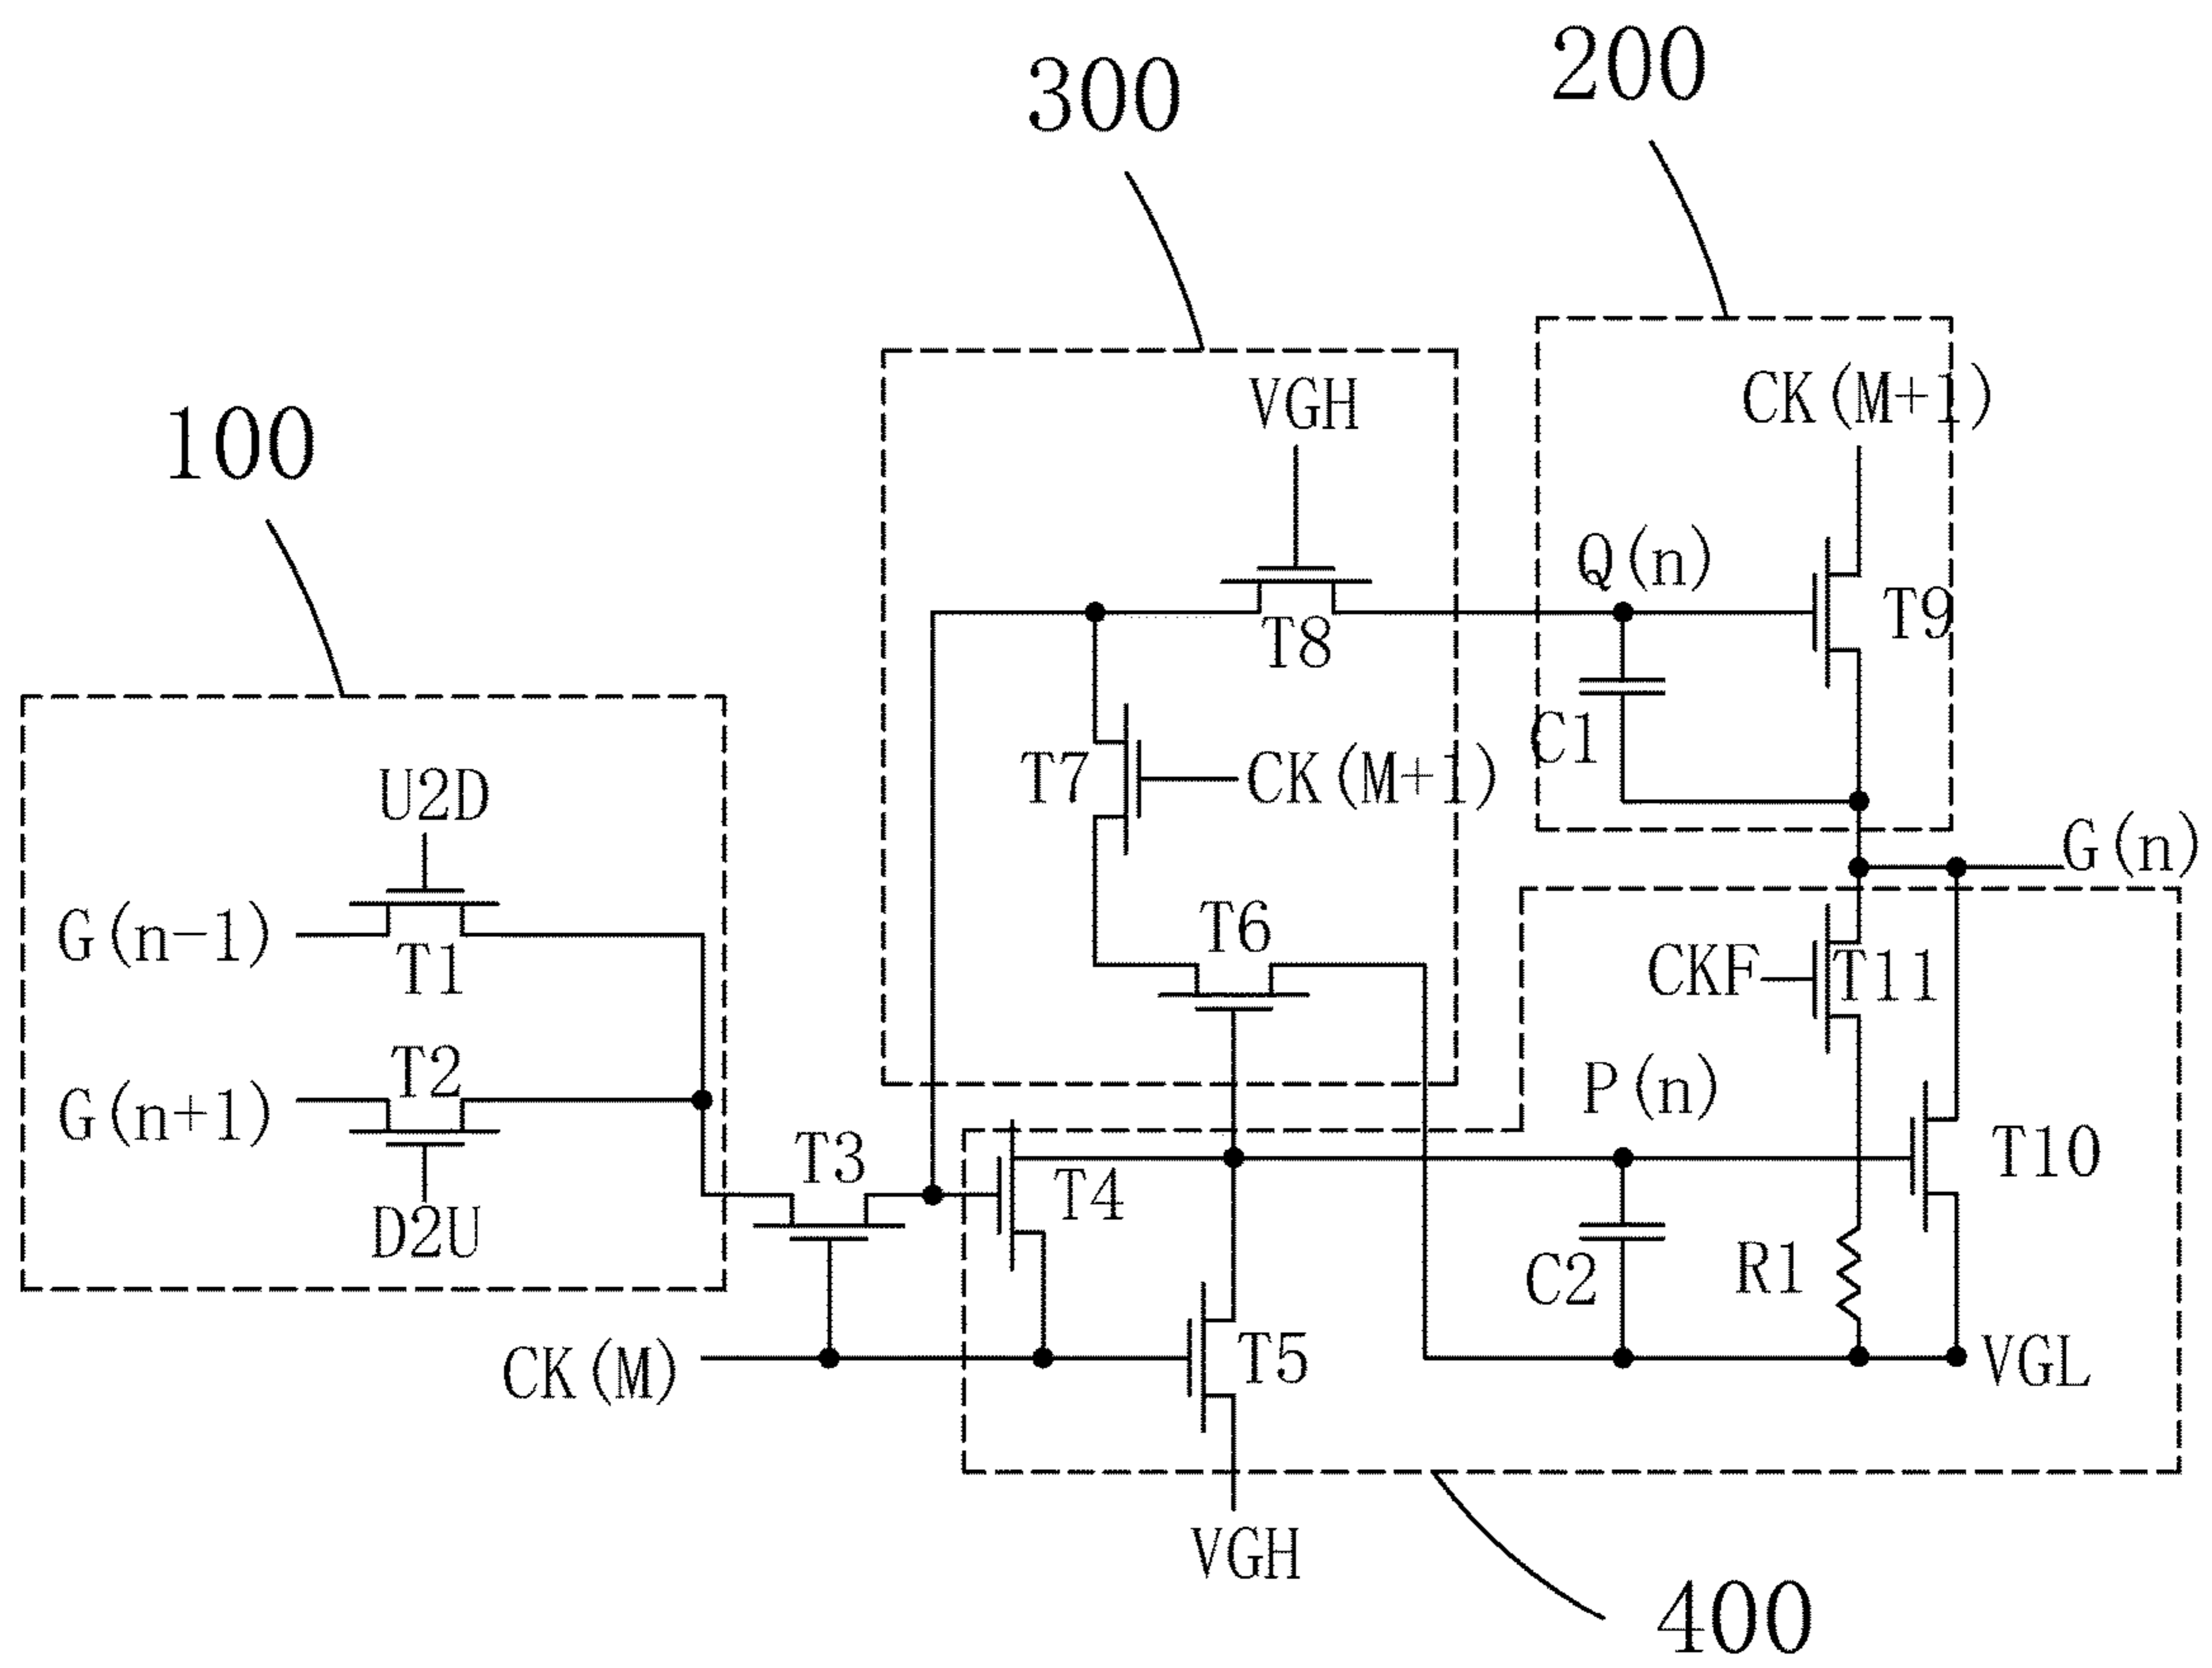 200
300
VGH
CK(M+1)
100
Q(n)
T9
T8
C1
T7
CK(M+1)
U2D
G(n)
T6
G(n-1)
T1
CKF
T11
T2
P(n)
G(n+1)
T3
T10
T4
D2U
R1
C2
T5
CK(M)
VGL
VGH
400